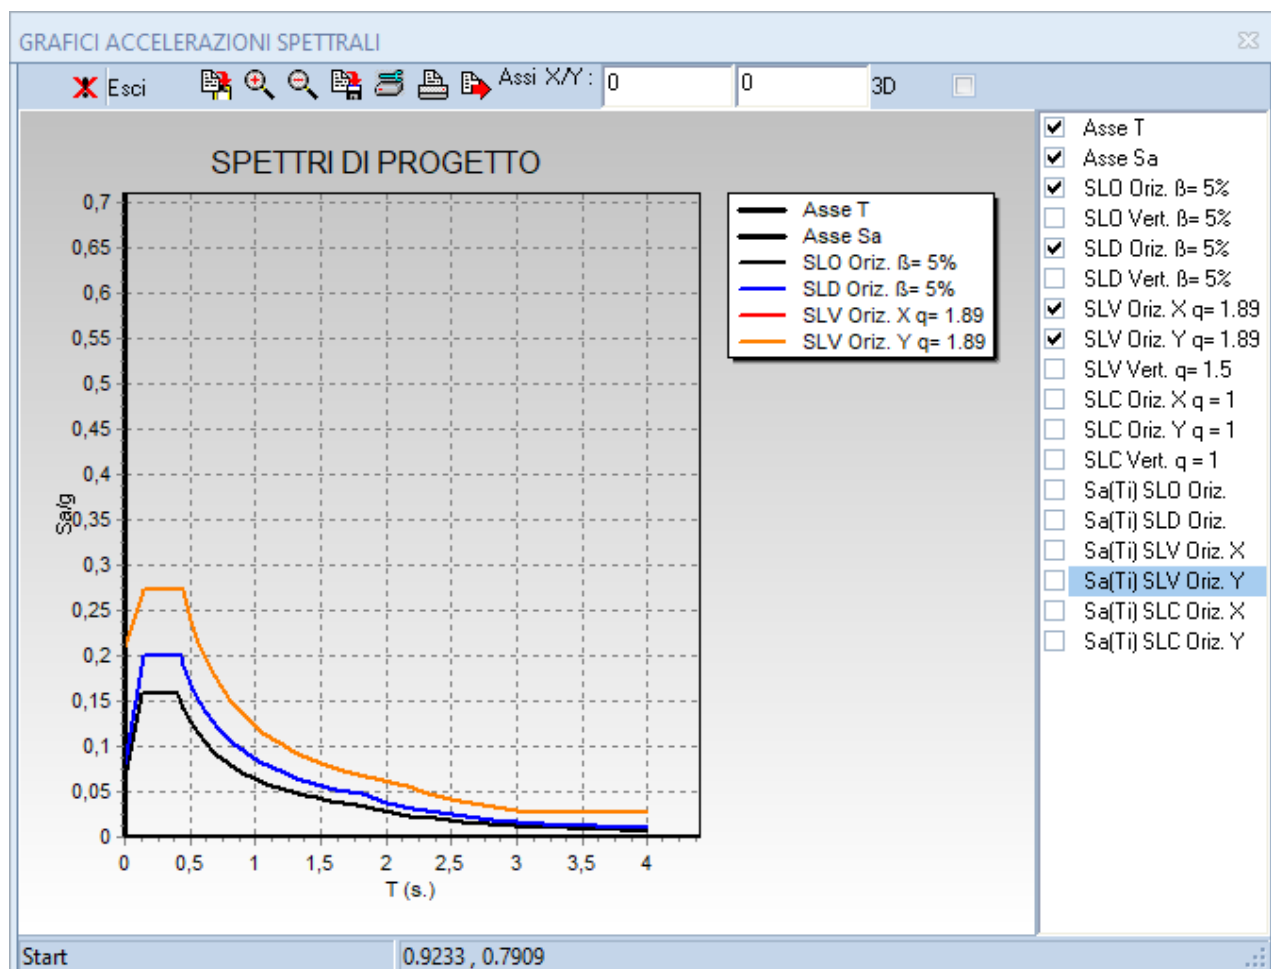 GRAFICI ACCELERAZIONI SPETTRALI
Esci
Assi X/Y :
0
0
3D
SPETTRI DI PROGETTO
0,7
0,65
0,6
0,55
0,5
0,45
0,4
0,35
0,3
0,25
0,2
0,15
0,1
0,05
0
Sa/g
0
0,5
1
1,5
2
2,5
3
3,5
4
T (s.)
Asse T
Asse Sa
SLO Oriz. ß= 5%
SLD Oriz. ß= 5%
SLV Oriz. X q= 1.89
SLV Oriz. Y q= 1.89
Asse T
Asse Sa
SLO Oriz. ß= 5%
SLO Vert. ß= 5%
SLD Oriz. ß= 5%
SLD Vert. ß= 5%
SLV Oriz. X q= 1.89
SLV Oriz. Y q= 1.89
SLV Vert. q= 1.5
SLC Oriz. X q = 1
SLC Oriz. Y q = 1
SLC Vert. q = 1
Sa(Ti) SLO Oriz.
Sa(Ti) SLD Oriz.
Sa(Ti) SLV Oriz. X
Sa(Ti) SLV Oriz. Y
Sa(Ti) SLC Oriz. X
Sa(Ti) SLC Oriz. Y
Start
0.9233 , 0.7909